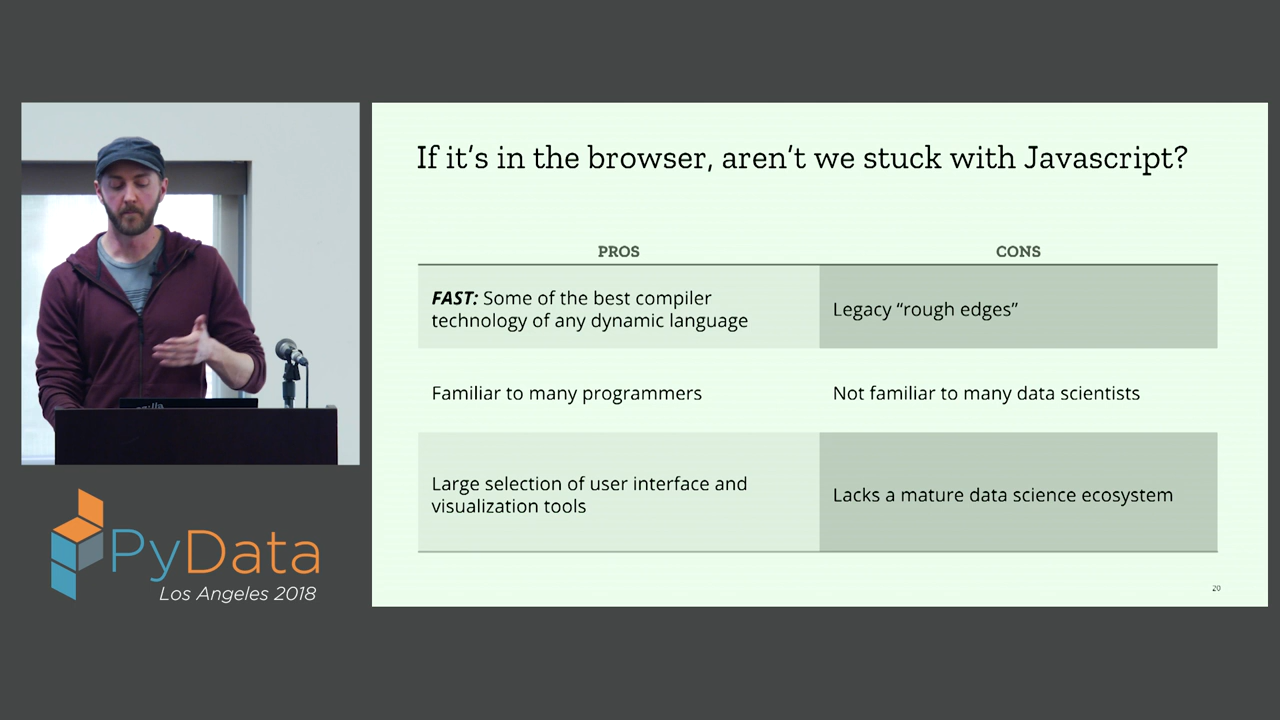 If it's in the browser, aren't we stuck with Javascript?
PROS
CONS
FAST: Some of the best compiler
technology of any dynamic language
Legacy “rough edges”
Familiar to many programmers
Not familiar to many data scientists
Large selection of user interface and
visualization tools
Lacks a mature data science ecosystem
20
PyData
Los Angeles 2018